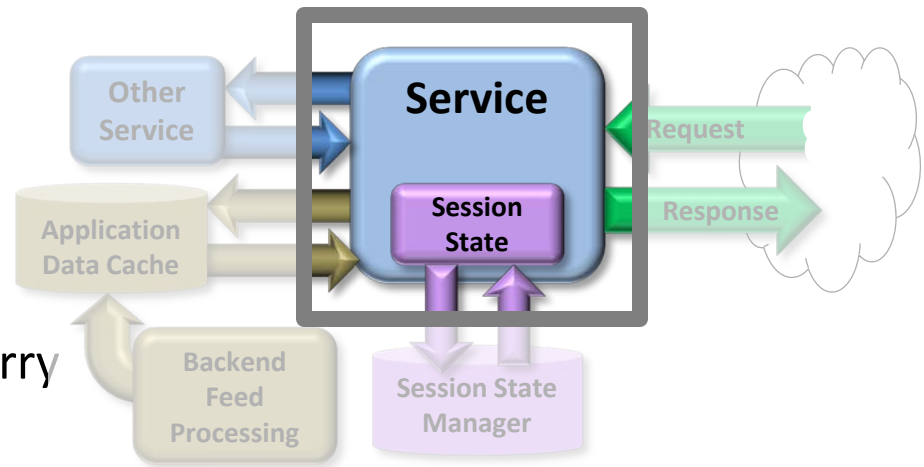 Other
Service
Service
Request
Session
State
Response
Application
Data Cache
rry
Backend
Feed
Processing
Session State
Manager